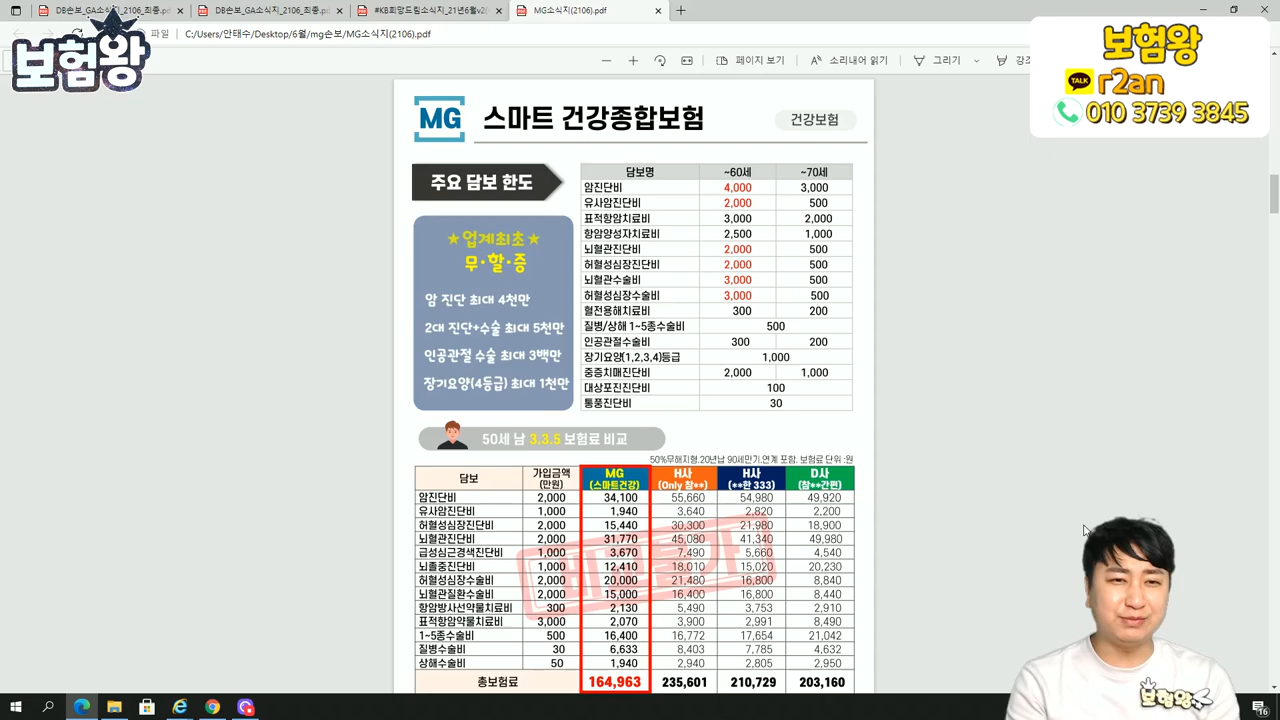 DB손보_GA소식지_2106_최종.p
DB손보_GA소식지_2106_최종.p
#KB희망드림소식지_21년6월v2(
MG소식지(2106).pdf
파일
C:/Users/안태수/Desktop/6월/mg손보/MG소식지(2106).pdf
보험왕
페이지 보기
소리내어 읽기
그리기
강조
보험왕
TALK r2an
010 3739 3845
MG 스마트 건강종합보험 건강보험
주요 담보 한도
★업계최초★
무·할·증
암 진단 최대 4천만
2대 진단+수술 최대 5천만
인공관절 수술 최대 3백만
장기요양(4등급) 최대 1천만
담보명 ~60세 ~70세
암진단비 4,000 3,000
유사암진단비 2,000 500
표적항암치료비 3,000 2,000
항암양성자치료비 2,500 1,000
뇌혈관진단비 2,000 500
허혈성심장진단비 2,000 500
뇌혈관수술비 3,000 500
허혈성심장수술비 3,000 500
혈전용해치료비 300 200
질병/상해 1~5종수술비 500
인공관절수술비 300 200
장기요양(1,2,3,4)등급 1,000
중증치매진단비 2,000 1,000
대상포진진단비 100
통풍진단비 30
50세 남 3.3.5 보험료 비교
50%무해지형.20년납 90세만기.연계 포함. 보험료 단위 :원
담보 가입금액 (만원) MG (스마트건강) H사 (Only 참**) H사 (**한 333) D사 (참**간편)
암진단비 2,000 34,100 55,660 54,980 49,920
유사암진단비 1,000 1,940 3,640 2,820 2,200
허혈성심장진단비 2,000 15,440 30,300 21,980 18,900
뇌혈관진단비 2,000 31,770 45,080 41,340 49,980
급성심근경색진단비 1,000 3,670 7,490 5,660 4,540
뇌졸중진단비 1,000 12,410 18,010 15,020 20,230
허혈성심장수술비 2,000 20,000 21,480 16,800 8,840
뇌혈관질환수술비 2,000 15,000 16,400 16,800 8,440
항암방사선약물치료비 300 2,130 5,490 3,753 2,910
표적항암약물치료비 3,000 2,070 3,900 2,991 8,490
1~5종수술비 500 16,400 16,772 17,654 21,042
질병수술비 30 6,633 8,403 7,785 4,632
상해수술비 50 1,940 2,940 2,805 2,950
총보험료 164,963 235,601 210,729 203,160
보험왕
16